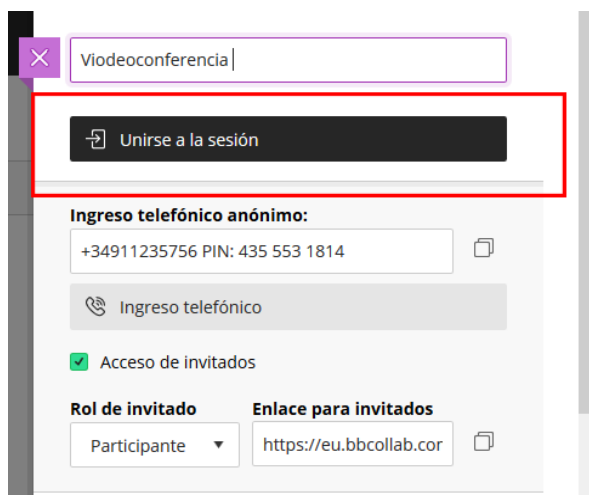 Viodeoconferencia
Unirse a la sesión
Ingreso telefónico anónimo:
+34911235756 PIN: 435 553 1814
Ingreso telefónico
Acceso de invitados
Rol de invitado Enlace para invitados
Participante https://eu.bbcollab.cor